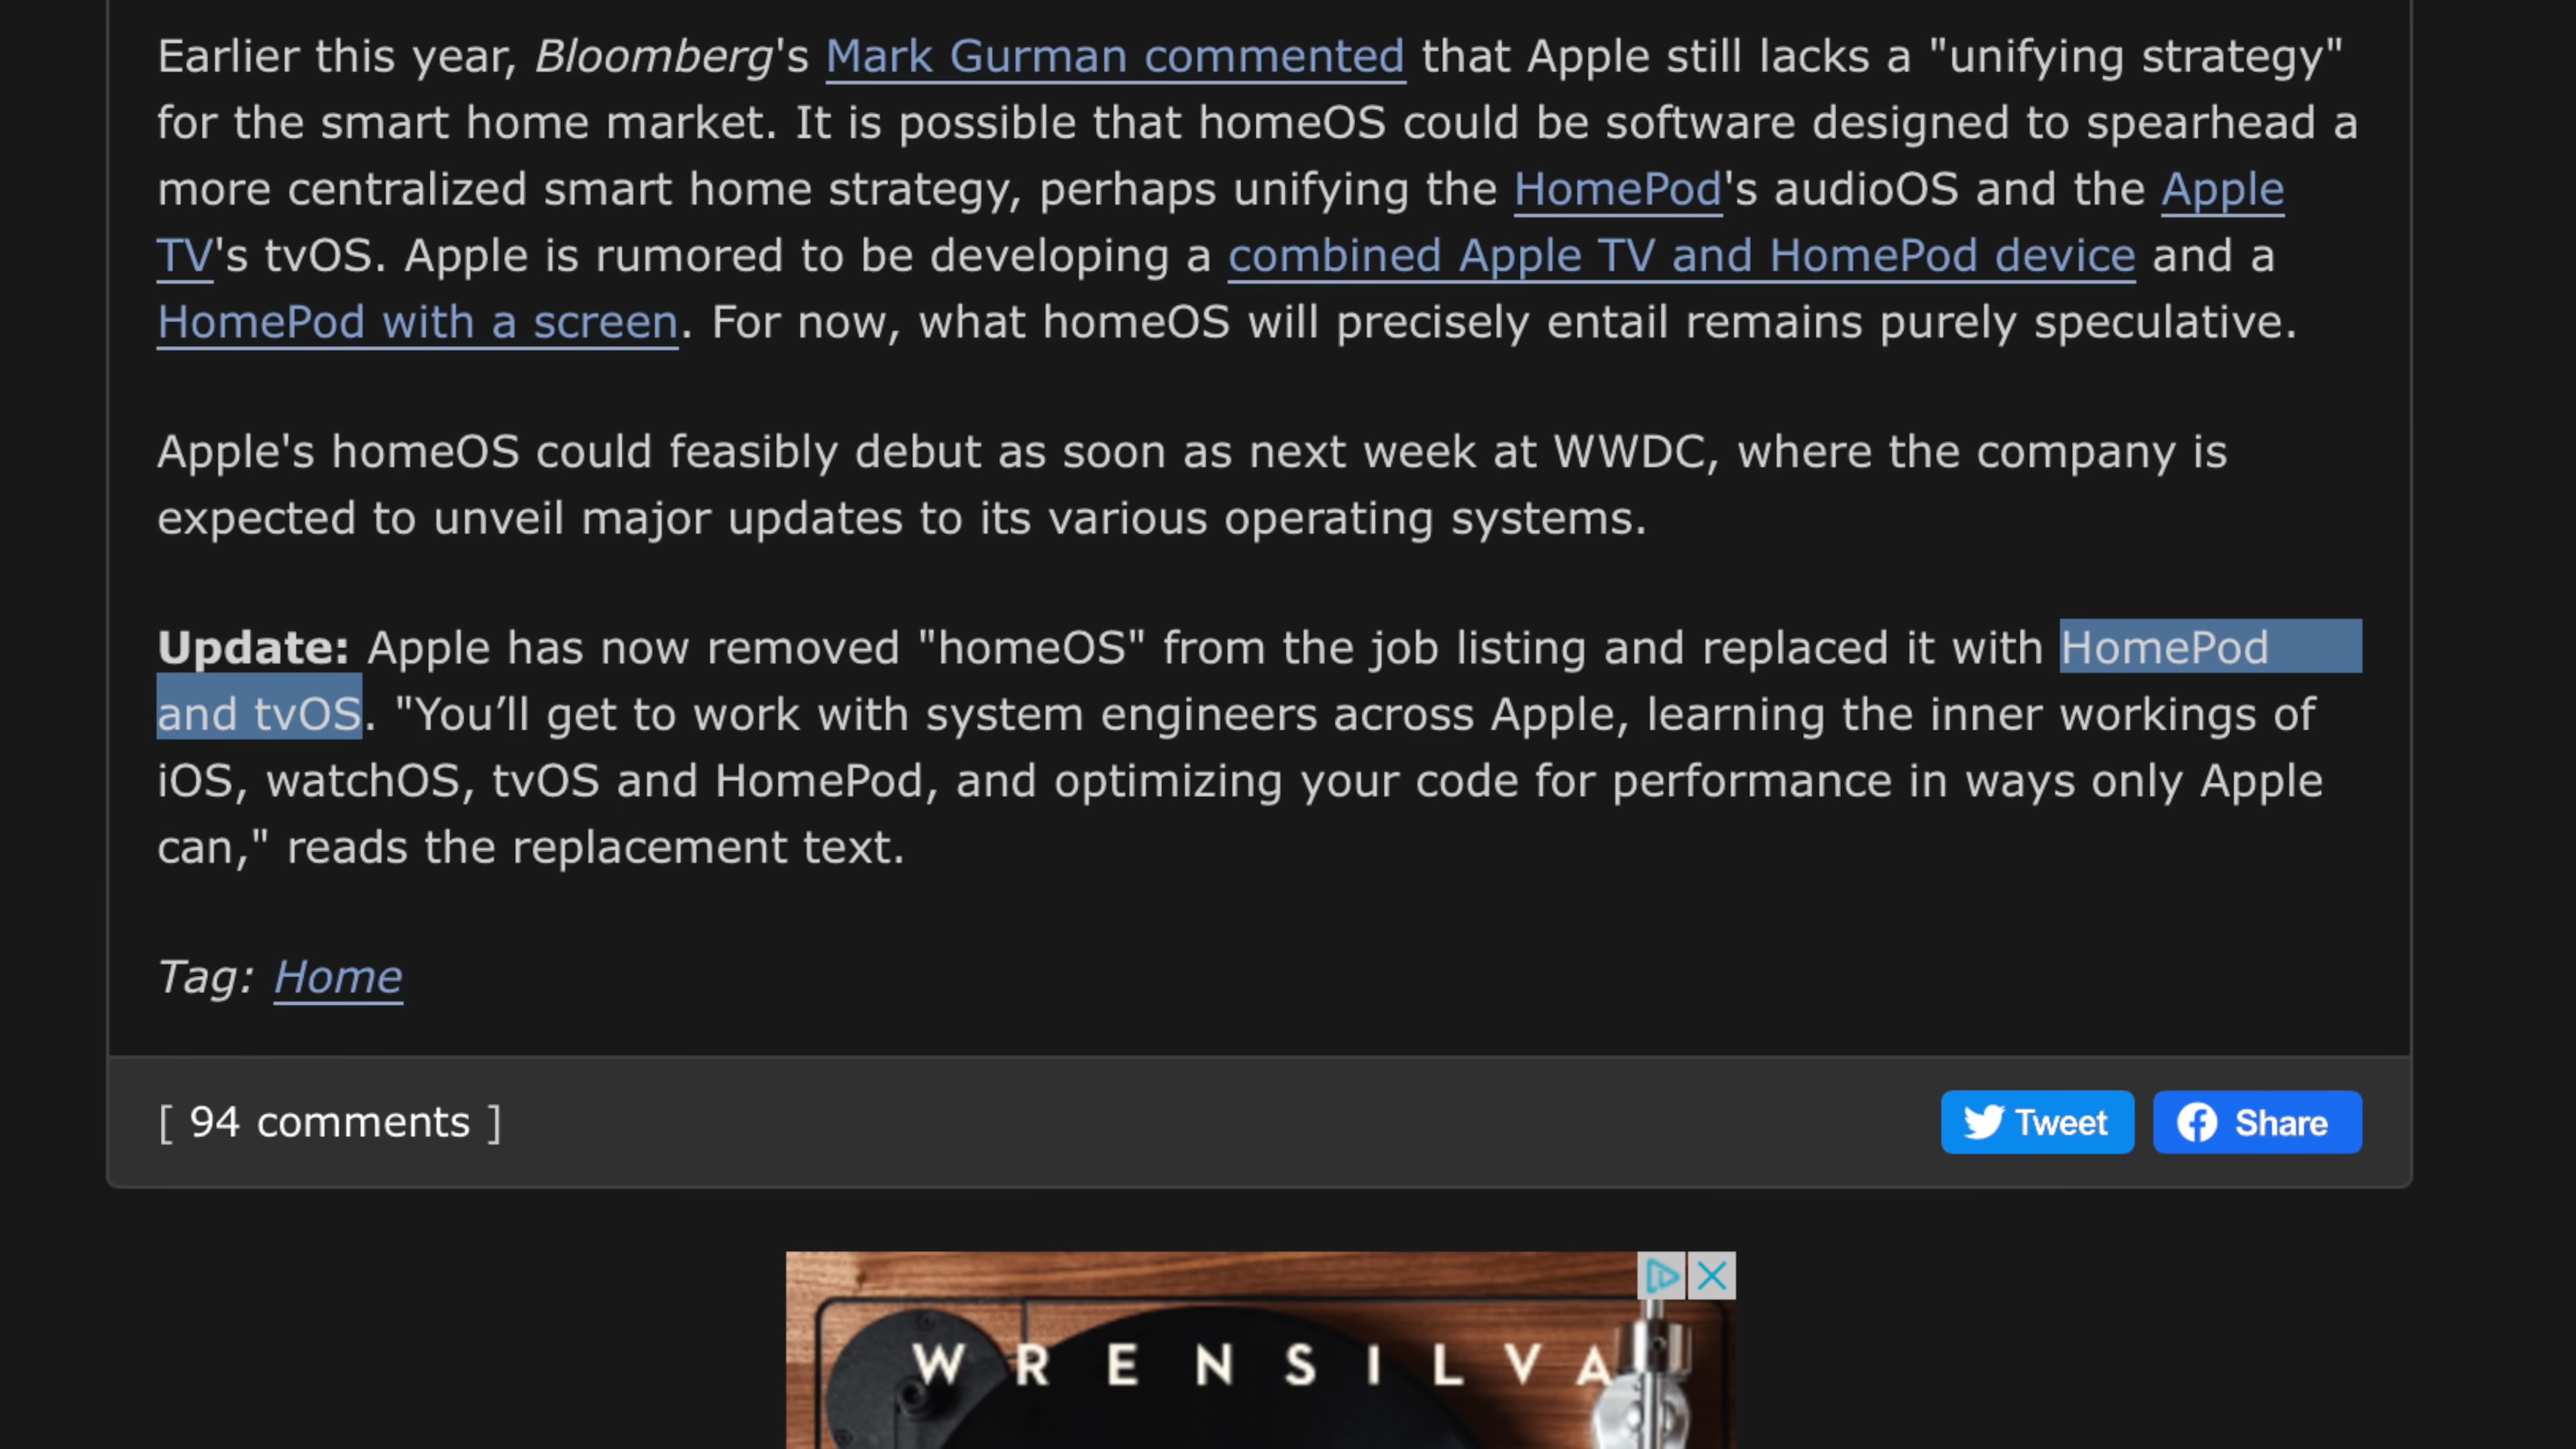 Earlier this year, Bloomberg's Mark Gurman commented that Apple still lacks a "unifying strategy"
for the smart home market. It is possible that homeOS could be software designed to spearhead a
more centralized smart home strategy, perhaps unifying the HomePod's audioOS and the Apple
TV's tvOS. Apple is rumored to be developing a combined Apple TV and HomePod device and a
HomePod with a screen. For now, what homeOS will precisely entail remains purely speculative.
Apple's homeOS could feasibly debut as soon as next week at WWDC, where the company is
expected to unveil major updates to its various operating systems.
Update: Apple has now removed "homeOS" from the job listing and replaced it with HomePod
and tvOS. "You’ll get to work with system engineers across Apple, learning the inner workings of
iOS, watchOS, tvOS and HomePod, and optimizing your code for performance in ways only Apple
can," reads the replacement text.
Tag: Home
[ 94 comments ]
Tweet
Share
WRENSILVA